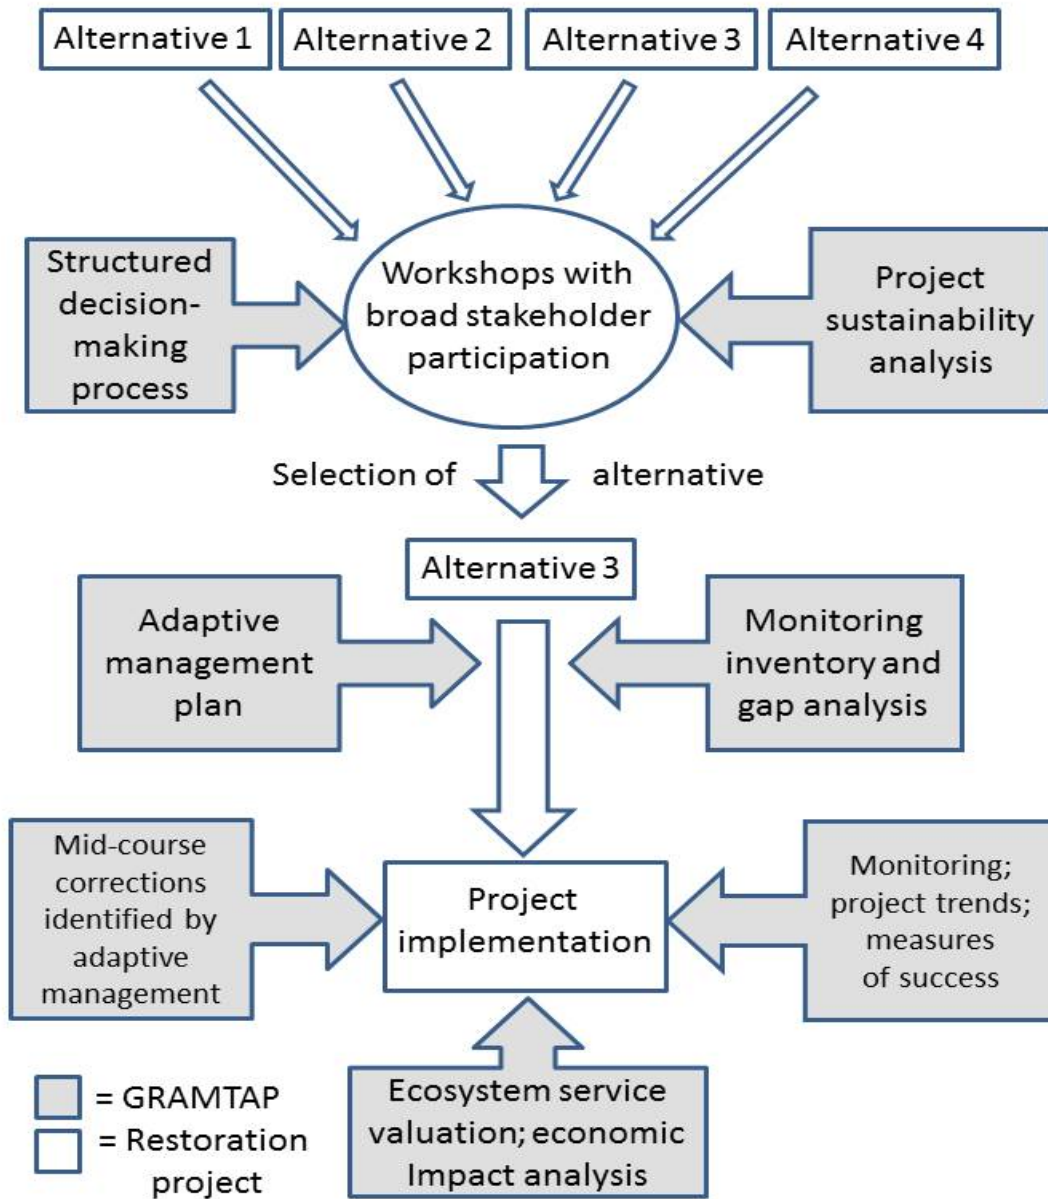 Alternative 1
Alternative 2
Alternative 3
Alternative 4
Structured
decision-
making
process
Workshops with
broad stakeholder
participation
Project
sustainability
analysis
Selection of alternative
Alternative 3
Adaptive
management
plan
Monitoring
inventory and
gap analysis
Mid-course
corrections
identified by
adaptive
management
Project
implementation
Monitoring;
project trends;
measures
of success
Ecosystem service
valuation; economic
Impact analysis
= GRAMTAP
= Restoration
project